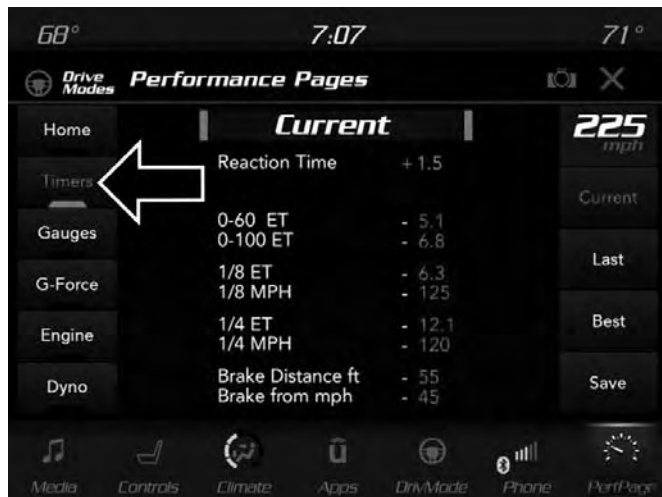 68° 7:07 71°
Drive Modes Performance Pages
Home
Timers
Gauges
G-Force
Engine
Dyno
Current
Reaction Time + 1.5
0-60 ET - 5.1
0-100 ET - 6.8
1/8 ET - 6.3
1/8 MPH - 125
1/4 ET - 12.1
1/4 MPH - 120
Brake Distance ft - 55
Brake from mph - 45
225
mph
Current
Last
Best
Save
Media Controls Climate Apps DrivMode Phone PerfPage